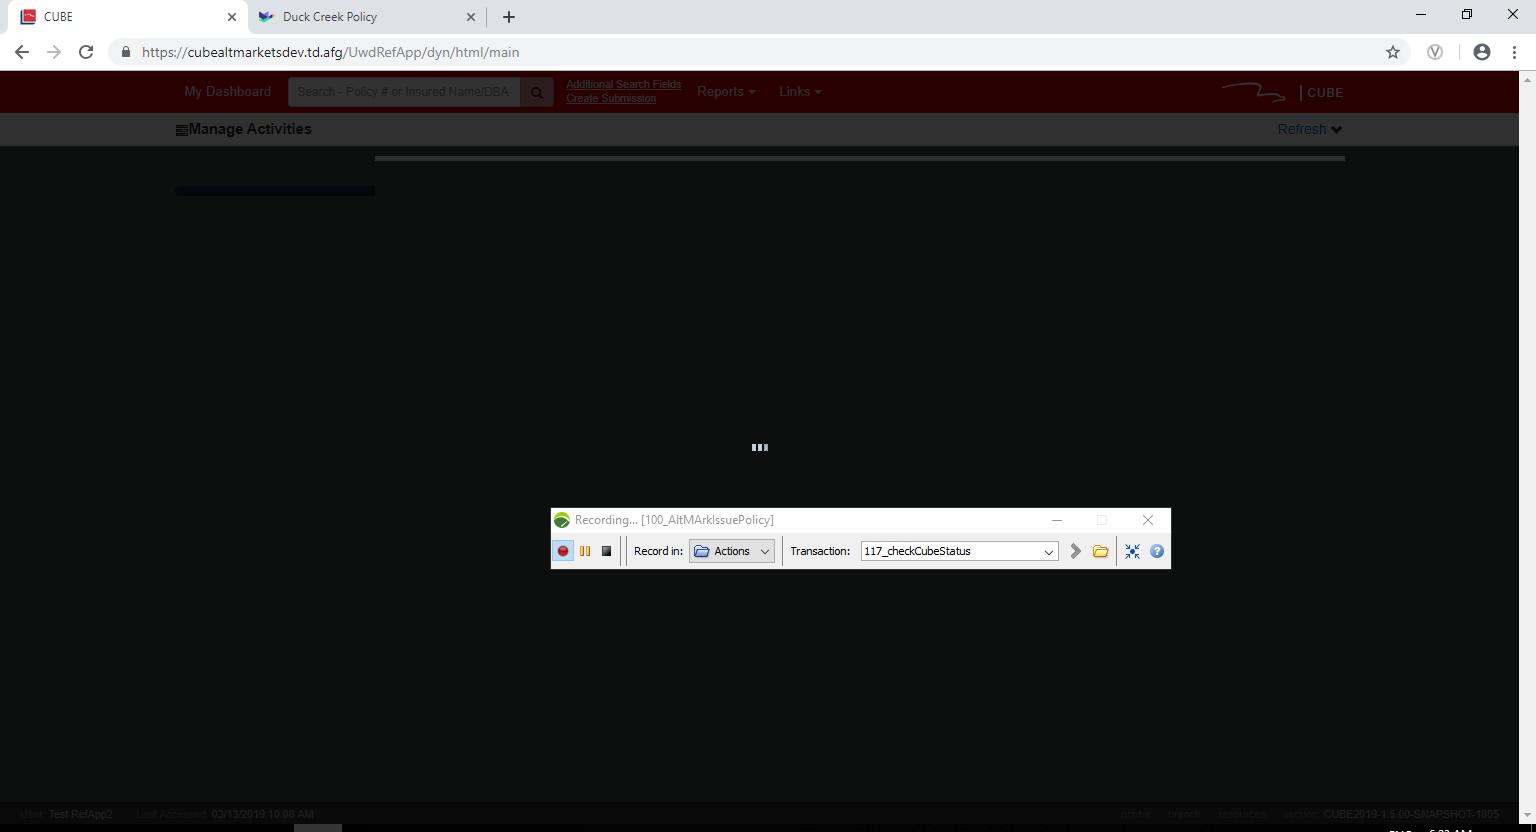 CUBE
Duck Creek Policy
https://cubealtmarketsdev.td.afg/UwdRefApp/dyn/html/main
My Dashboard
Search - Policy # or Insured Name/DBA
Additional Search Fields
Create Submission
Reports
Links
CUBE
Manage Activities
Refresh
Recording... [100_AltMArkIssuePolicy]
Record in:
Actions
Transaction:
117_checkCubeStatus
User: Test RefApp2
Last Accessed: 03/13/2019 10:08 AM
CUBE2019-1.5.00-SNAPSHOT-1805